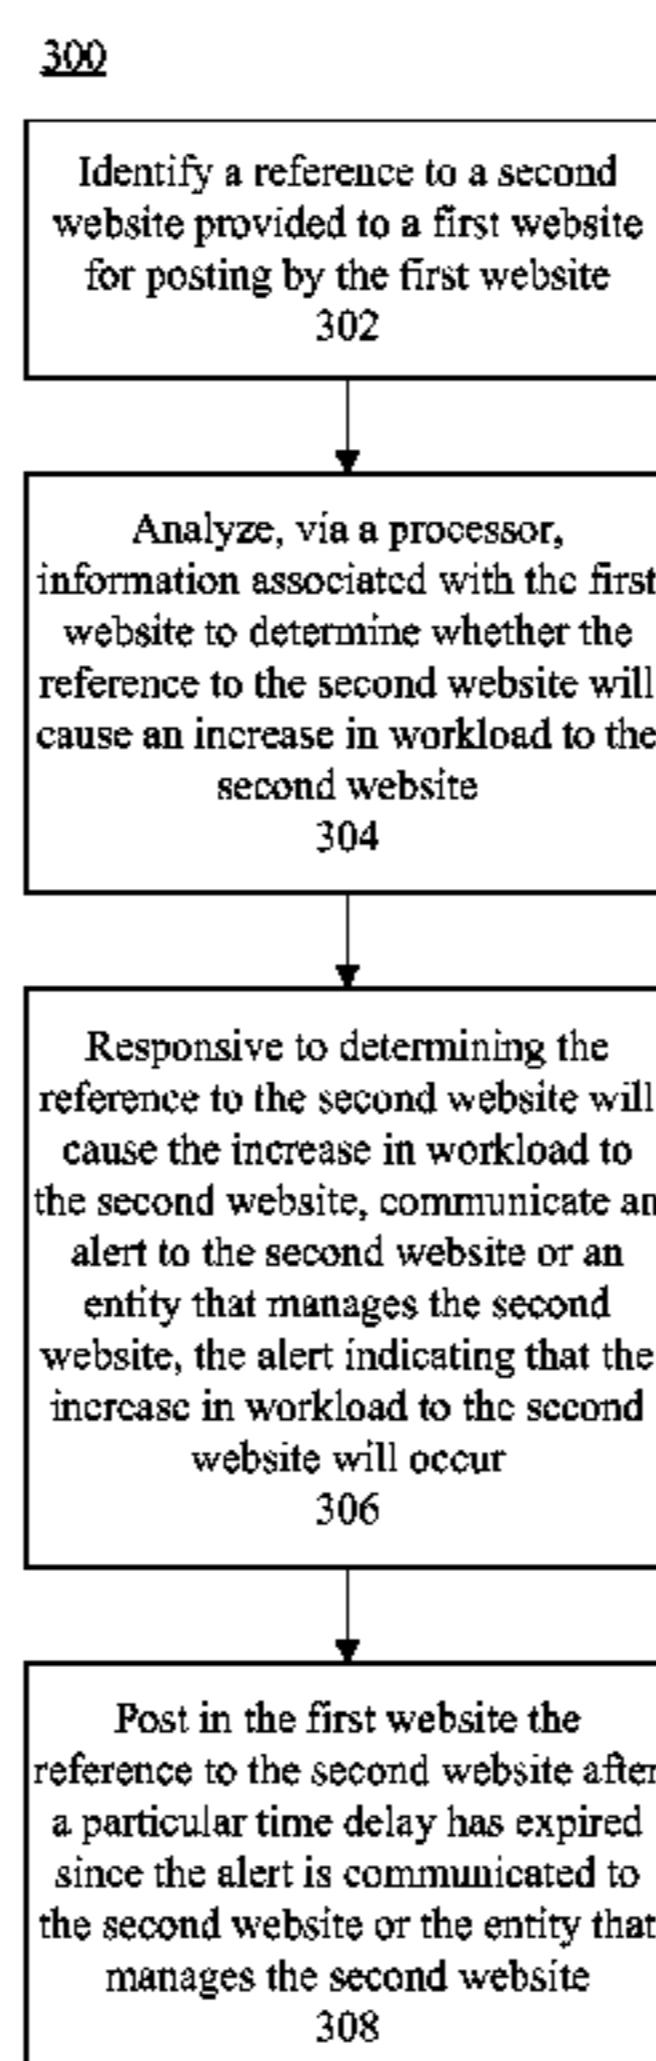 300
Identify a reference to a second
website provided to a first website
for posting by the first website
302
Analyze, via a processor,
information associated with the first
website to determine whether the
reference to the second website will
cause an increase in workload to the
second website
304
Responsive to determining the
reference to the second website will
cause the increase in workload to
the second website, communicate an
alert to the second website or an
entity that manages the second
website, the alert indicating that the
increase in workload to the second
website will occur
306
Post in the first website the
reference to the second website after
a particular time delay has expired
since the alert is communicated to
the second website or the entity that
manages the second website
308